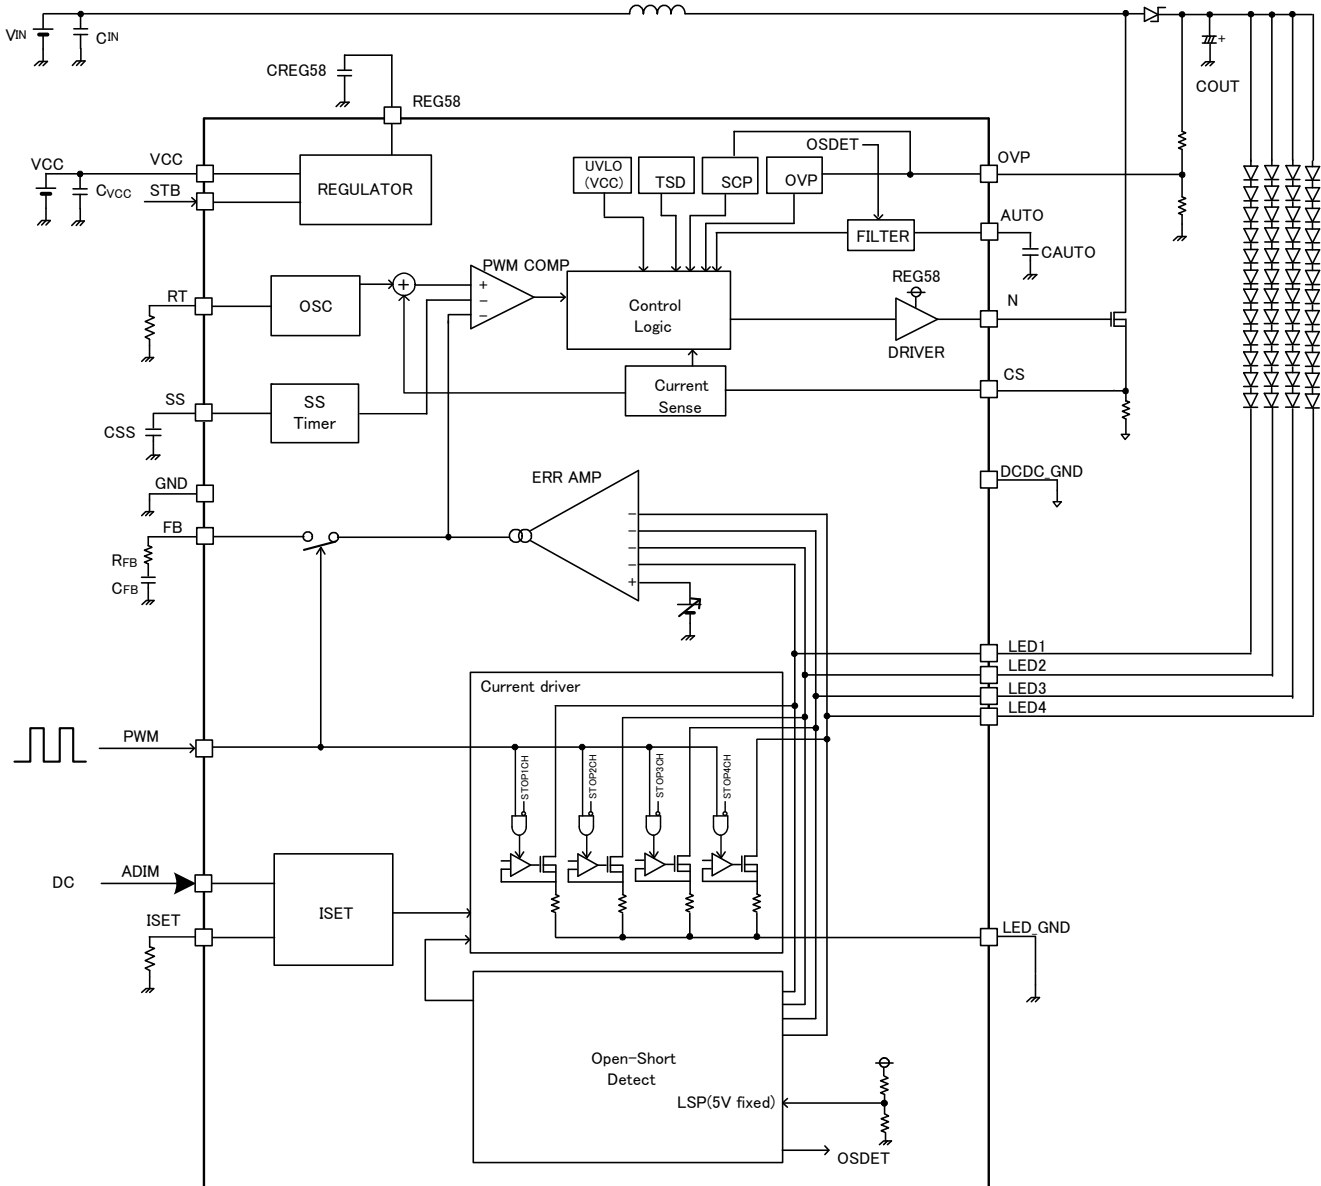 VIN
CIN
COUT
CREG58
REG58
VCC
CVCC
VCC
STB
REGULATOR
UVLO
(VCC)
TSD
SCP
OVP
OSDET
OVP
FILTER
AUTO
CAUTO
RT
OSC
+
PWM COMP
+
−
−
Control
Logic
REG58
DRIVER
N
Current
Sense
CS
SS
CSS
SS
Timer
GND
DCDC_GND
FB
RFB
CFB
ERR AMP
−
−
−
−
+
+
LED1
LED2
LED3
LED4
Current driver
PWM
STOP1CH
STOP2CH
STOP3CH
STOP4CH
DC
ADIM
ISET
ISET
LED_GND
Open-Short
Detect
LSP(5V fixed)
OSDET